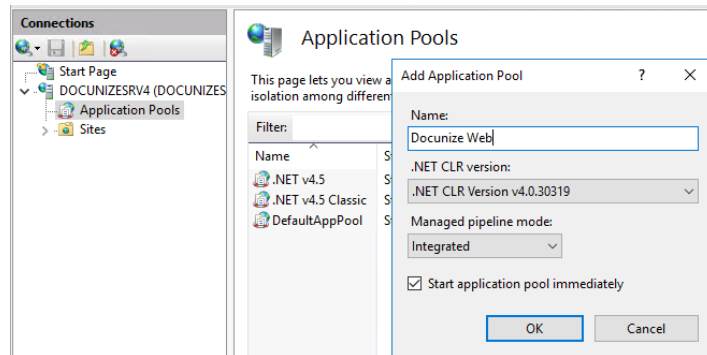 Connections
Start Page
DOCUNIZESRV4 (DOCUNIZES
Application Pools
Sites
Application Pools
This page lets you view a
isolation among differen
Filter:
Name
S
.NET v4.5
S
.NET v4.5 Classic
S
DefaultAppPool
S
Add Application Pool
?
Name:
Docunize Web
.NET CLR version:
.NET CLR Version v4.0.30319
Managed pipeline mode:
Integrated
Start application pool immediately
OK
Cancel